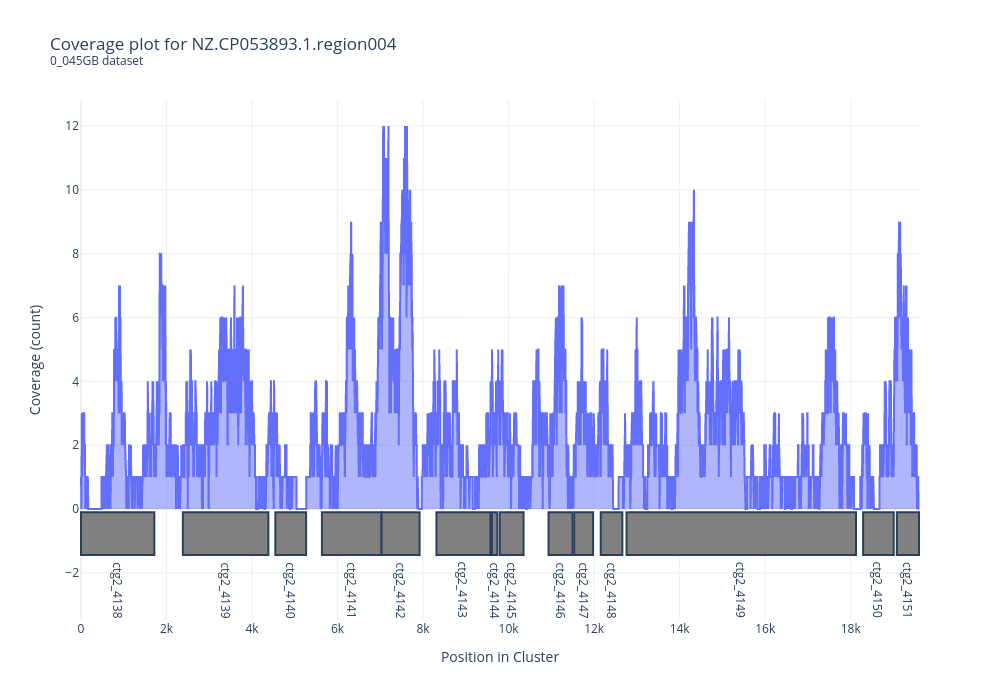 Coverage plot for NZ.CP053893.1.region004
0_045GB dataset
12
10
8
6
4
2
0
−2
Coverage (count)
ctg2_4138
ctg2_4139
ctg2_4140
ctg2_4141
ctg2_4142
ctg2_4143
ctg2_4144
ctg2_4145
ctg2_4146
ctg2_4147
ctg2_4148
ctg2_4149
ctg2_4150
ctg2_4151
0
2k
4k
6k
8k
10k
12k
14k
16k
18k
Position in Cluster